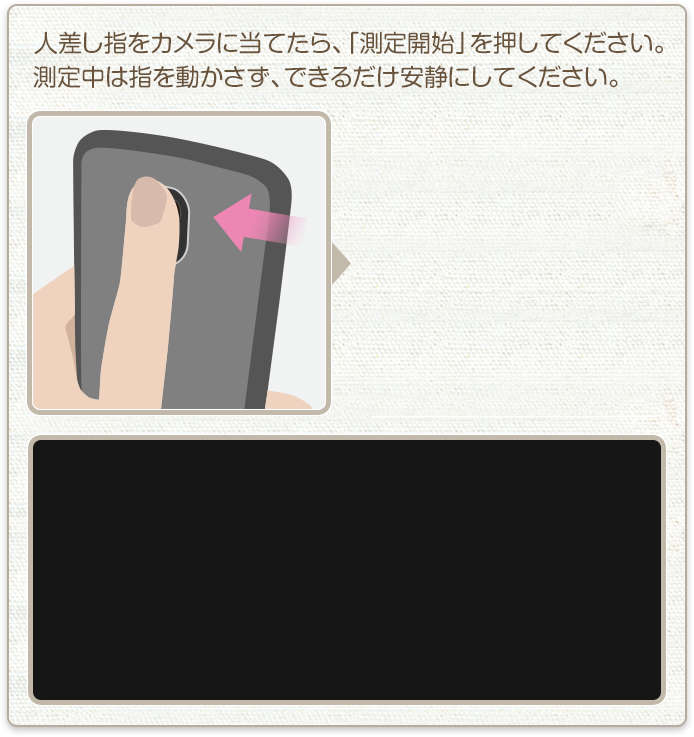 人差し指をカメラに当てたら、「測定開始」を押してください。
測定中は指を動かさず、できるだけ安静にしてください。